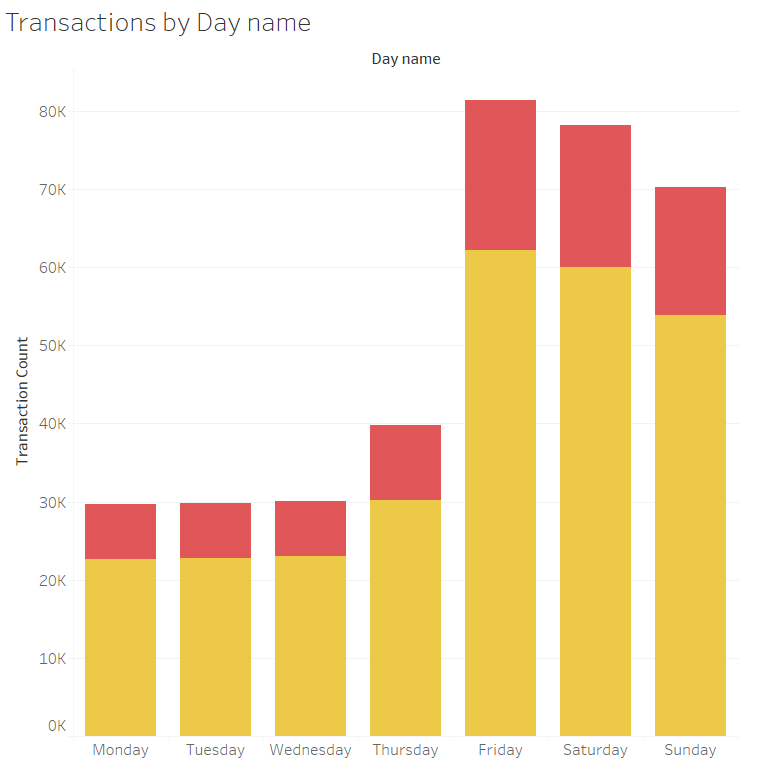 Transactions by Day name
Day name
80K
70K
60K
50K
40K
30K
20K
10K
0K
Transaction Count
Monday Tuesday Wednesday Thursday Friday Saturday Sunday